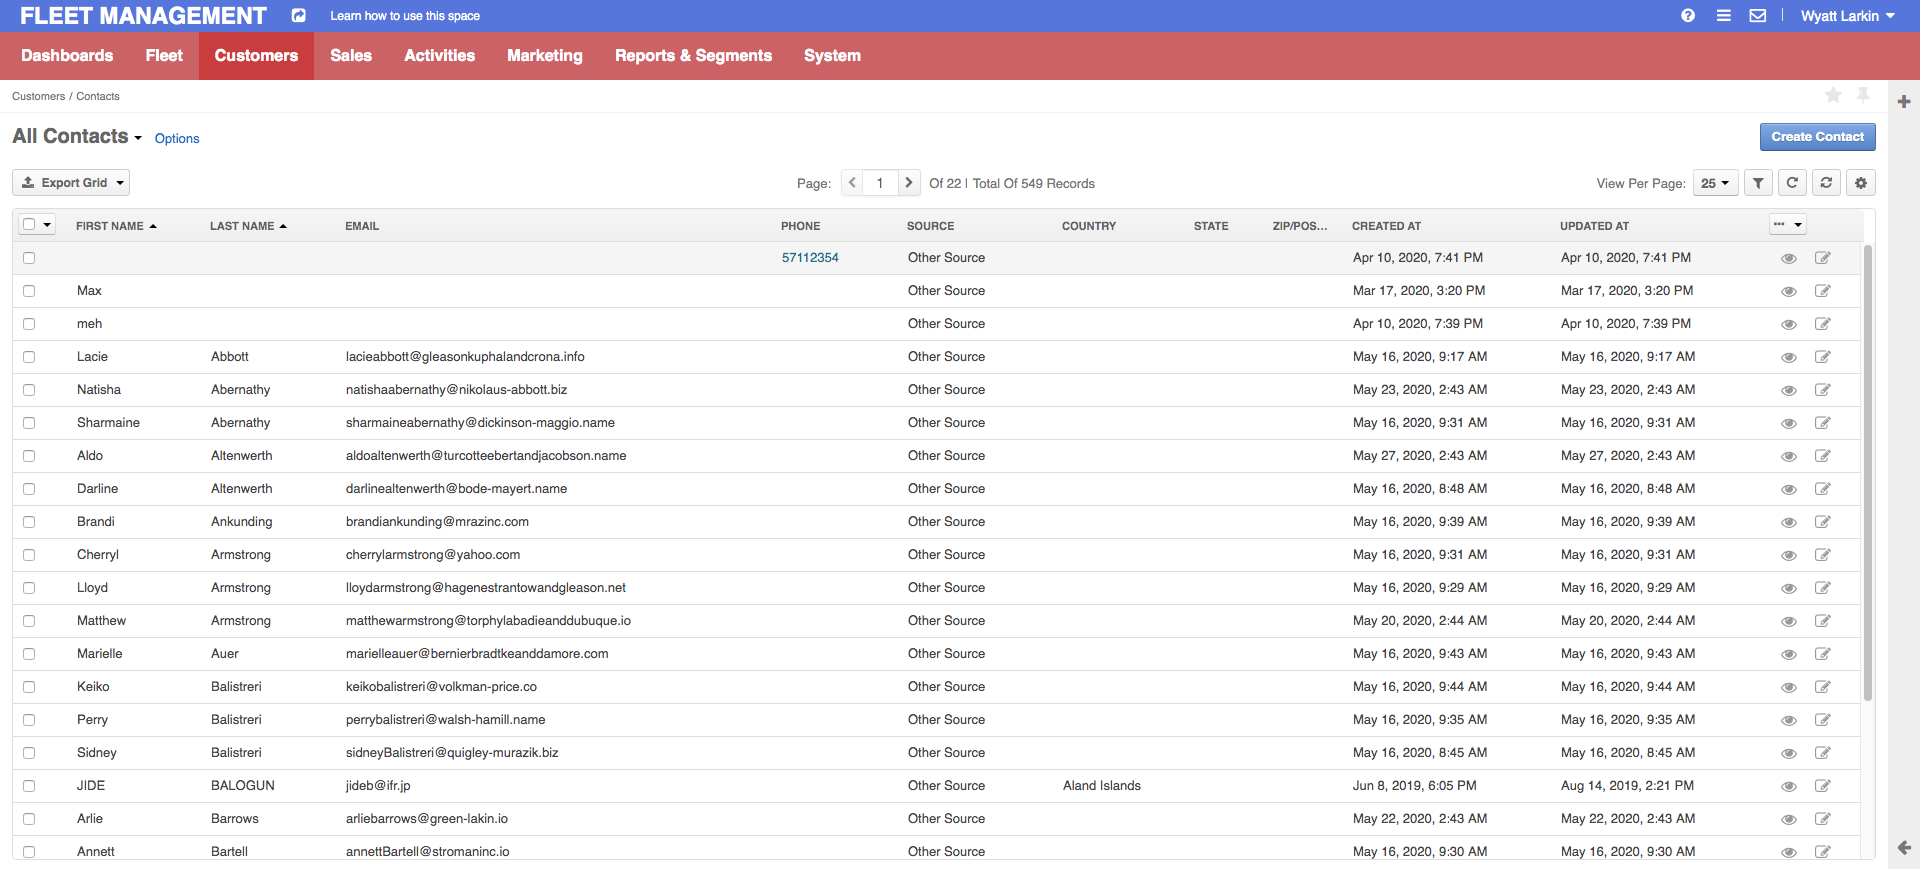 FLEET MANAGEMENT Learn how to use this space Wyatt Larkin
Dashboards Fleet Customers Sales Activities Marketing Reports & Segments System
Customers / Contacts
All Contacts Options Create Contact
Export Grid Page: 1 Of 22 | Total Of 549 Records View Per Page: 25
FIRST NAME LAST NAME EMAIL PHONE SOURCE COUNTRY STATE ZIP/POS... CREATED AT UPDATED AT
57112354 Other Source Apr 10, 2020, 7:41 PM Apr 10, 2020, 7:41 PM
Max Other Source Mar 17, 2020, 3:20 PM Mar 17, 2020, 3:20 PM
meh Other Source Apr 10, 2020, 7:39 PM Apr 10, 2020, 7:39 PM
Lacie Abbott lacieabbott@gleasonkuphalandcrona.info Other Source May 16, 2020, 9:17 AM May 16, 2020, 9:17 AM
Natisha Abernathy natishaabernathy@nikolaus-abbott.biz Other Source May 23, 2020, 2:43 AM May 23, 2020, 2:43 AM
Sharmaine Abernathy sharmaineabernathy@dickinson-maggio.name Other Source May 16, 2020, 9:31 AM May 16, 2020, 9:31 AM
Aldo Altenwerth aldoaltenwerth@turcotteebertandjacobson.name Other Source May 27, 2020, 2:43 AM May 27, 2020, 2:43 AM
Darline Altenwerth darlinealtenwerth@bode-mayert.name Other Source May 16, 2020, 8:48 AM May 16, 2020, 8:48 AM
Brandi Ankunding brandiankunding@mrazinc.com Other Source May 16, 2020, 9:39 AM May 16, 2020, 9:39 AM
Cherryl Armstrong cherrylarmstrong@yahoo.com Other Source May 16, 2020, 9:31 AM May 16, 2020, 9:31 AM
Lloyd Armstrong lloydarmstrong@hagenestrantowandgleason.net Other Source May 16, 2020, 9:29 AM May 16, 2020, 9:29 AM
Matthew Armstrong matthewarmstrong@torphylabadieanddubuque.io Other Source May 20, 2020, 2:44 AM May 20, 2020, 2:44 AM
Marielle Auer marielleauer@bernierbradtkeanddamore.com Other Source May 16, 2020, 9:43 AM May 16, 2020, 9:43 AM
Keiko Balistreri keikobalistreri@volkman-price.co Other Source May 16, 2020, 9:44 AM May 16, 2020, 9:44 AM
Perry Balistreri perrybalistreri@walsh-hamill.name Other Source May 16, 2020, 9:35 AM May 16, 2020, 9:35 AM
Sidney Balistreri sidneyBalistreri@quigley-murazik.biz Other Source May 16, 2020, 8:45 AM May 16, 2020, 8:45 AM
JIDE BALOGUN jideb@ifr.jp Other Source Aland Islands Jun 8, 2019, 6:05 PM Aug 14, 2019, 2:21 PM
Arlie Barrows arliebarrows@green-lakin.io Other Source May 22, 2020, 2:43 AM May 22, 2020, 2:43 AM
Annett Bartell annettBartell@stromaninc.io Other Source May 16, 2020, 9:30 AM May 16, 2020, 9:30 AM